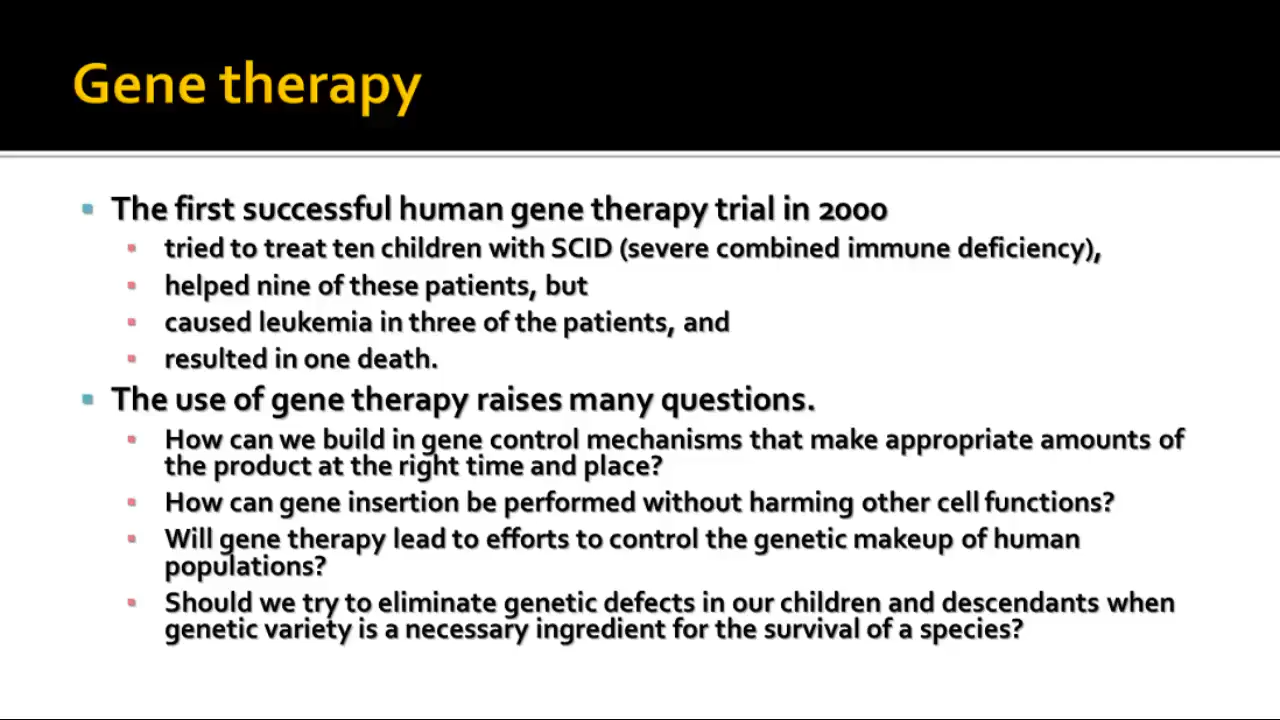 Gene therapy
The first successful human gene therapy trial in 2000
tried to treat ten children with SCID (severe combined immune deficiency),
helped nine of these patients, but
caused leukemia in three of the patients, and
resulted in one death.
The use of gene therapy raises many questions.
How can we build in gene control mechanisms that make appropriate amounts of
the product at the right time and place?
How can gene insertion be performed without harming other cell functions?
Will gene therapy lead to efforts to control the genetic makeup of human
populations?
Should we try to eliminate genetic defects in our children and descendants when
genetic variety is a necessary ingredient for the survival of a species?